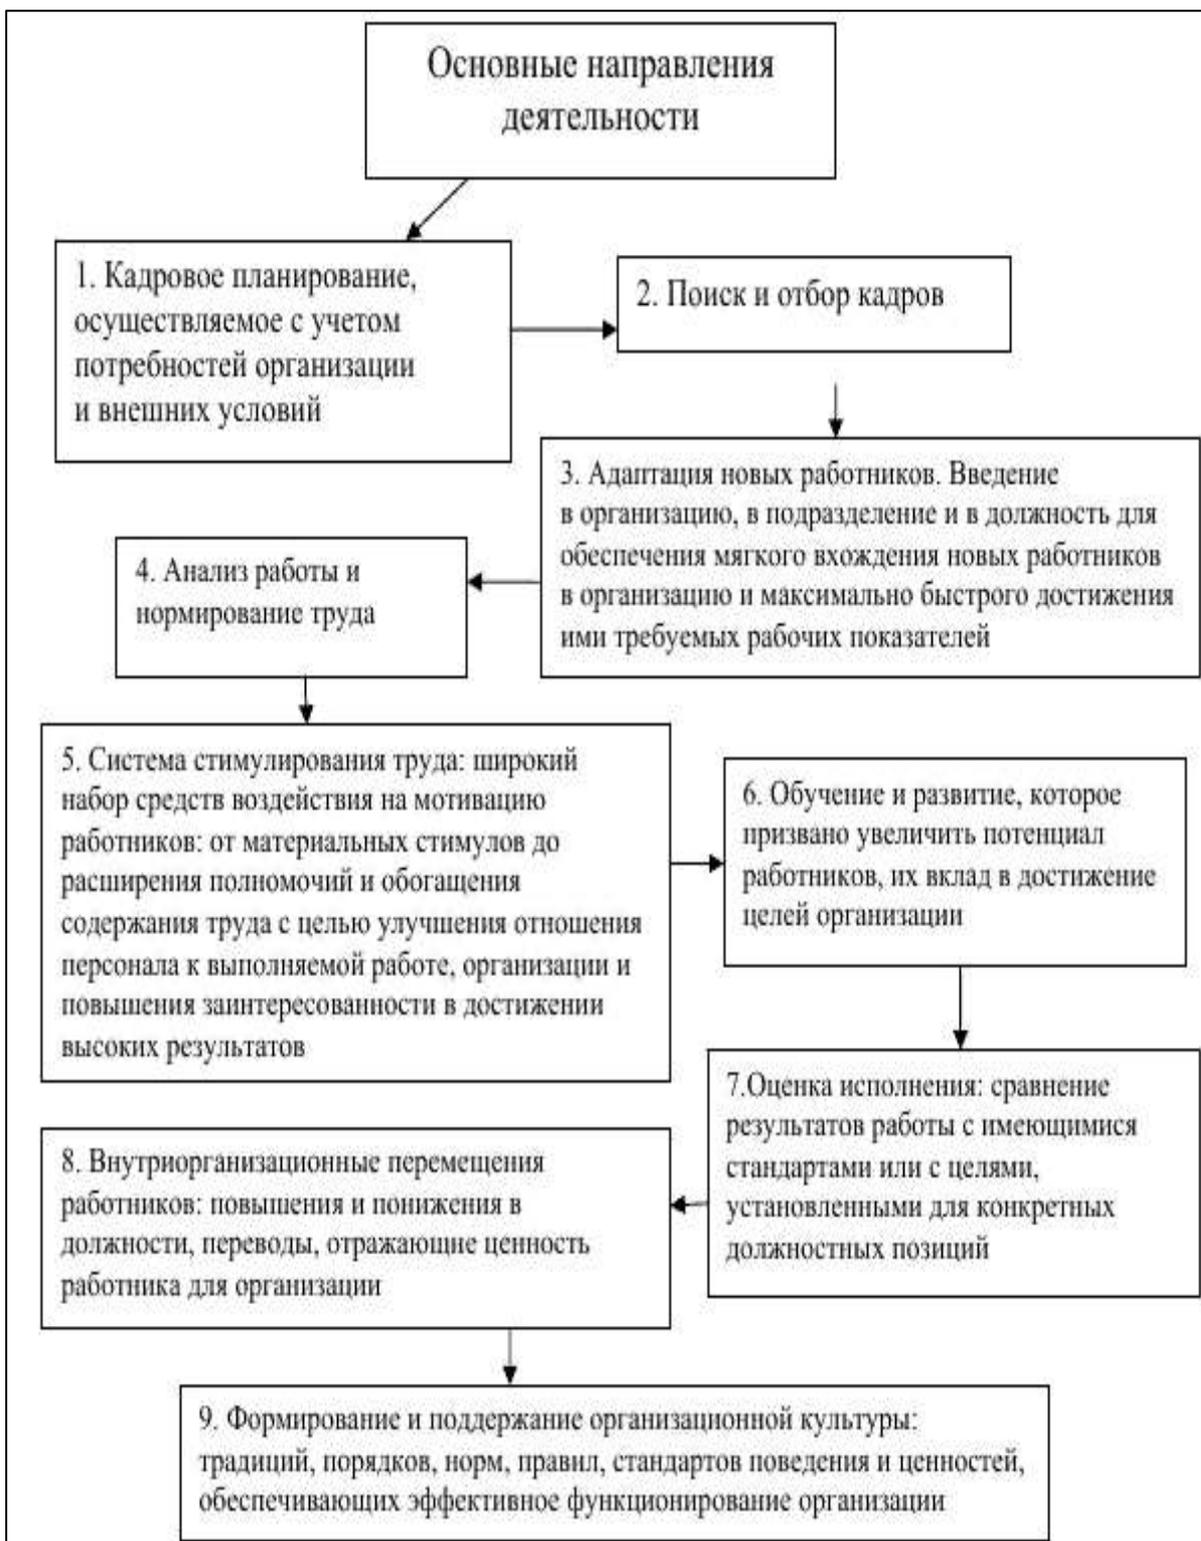 Основные направления
деятельности
1. Кадровое планирование,
осуществляемое с учетом
потребностей организации
и внешних условий
2. Поиск и отбор кадров
3. Адаптация новых работников. Введение
в организацию, в подразделение и в должность для
обеспечения мягкого вхождения новых работников
в организацию и максимально быстрого достижения
ими требуемых рабочих показателей
4. Анализ работы и
нормирование труда
5. Система стимулирования труда: широкий
набор средств воздействия на мотивацию
работников: от материальных стимулов до
расширения полномочий и обогащения
содержания труда с целью улучшения отношения
персонала к выполняемой работе, организации и
повышения заинтересованности в достижении
высоких результатов
6. Обучение и развитие, которое
призвано увеличить потенциал
работников, их вклад в достижение
целей организации
7.Оценка исполнения: сравнение
результатов работы с имеющимися
стандартами или с целями,
установленными для конкретных
должностных позиций
8. Внутриорганизационные перемещения
работников: повышения и понижения в
должности, переводы, отражающие ценность
работника для организации
9. Формирование и поддержание организационной культуры:
традиций, порядков, норм, правил, стандартов поведения и ценностей,
обеспечивающих эффективное функционирование организации